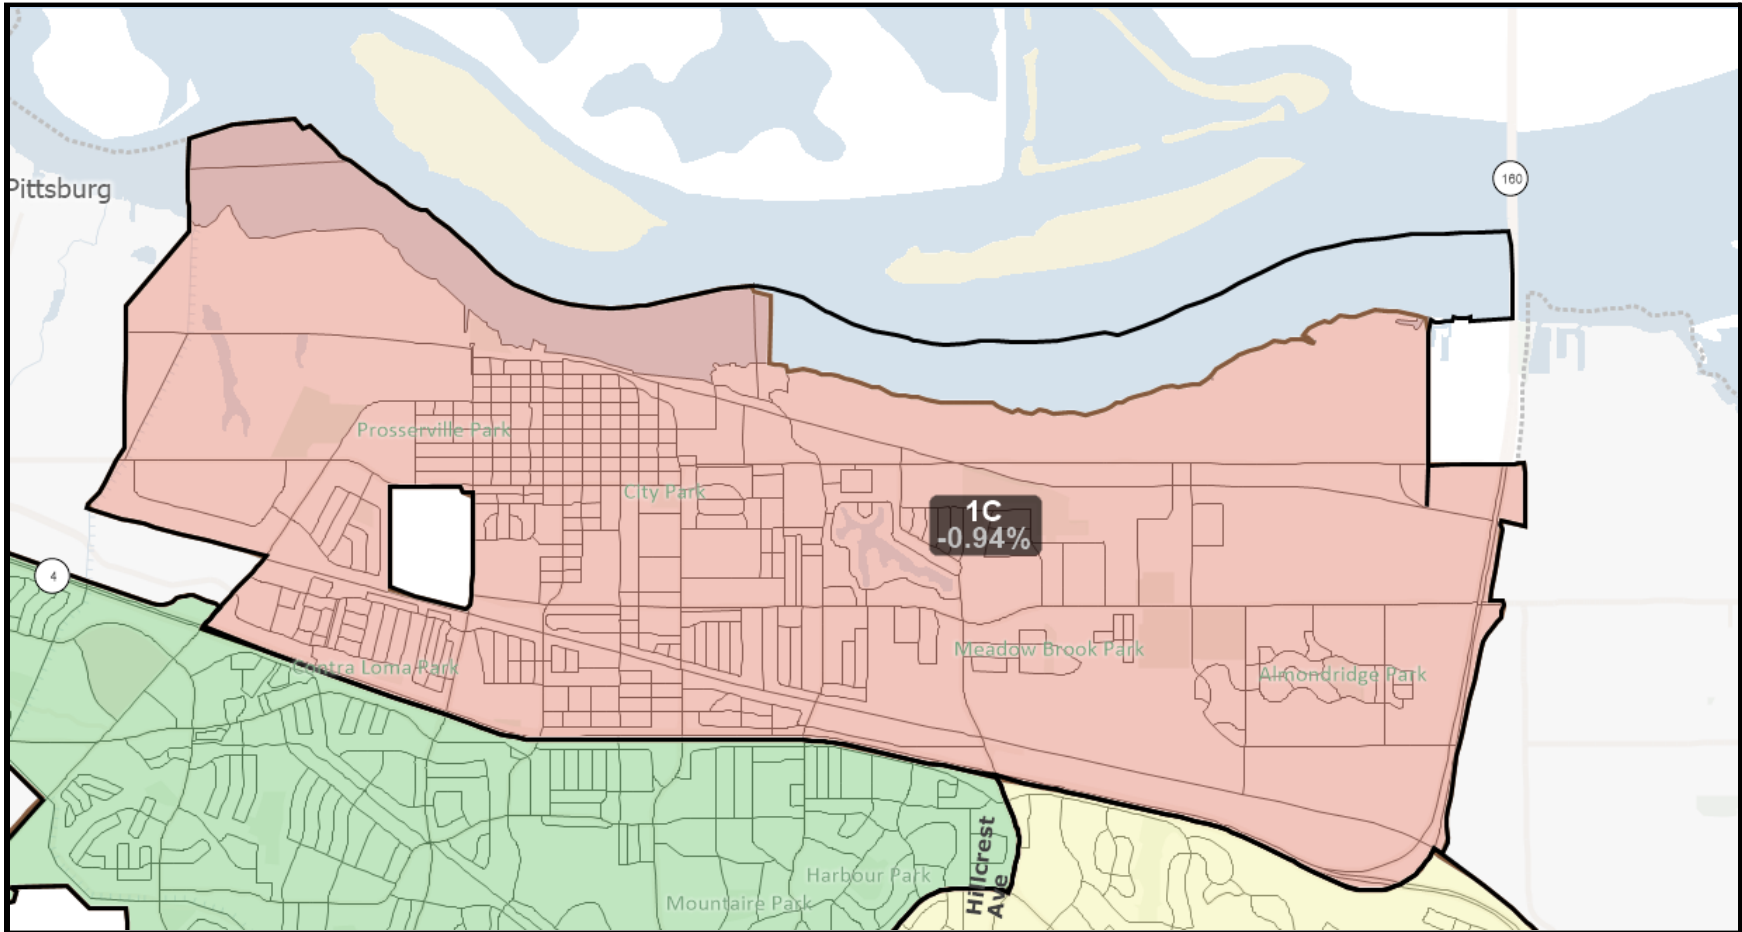 160
Pittsburg
Prosserville Park
City Park
1C
-0.94%
4
Contra Loma Park
Meadow Brook Park
Almondridge Park
Hillcrest
Ave
Harbour Park
Mountaire Park